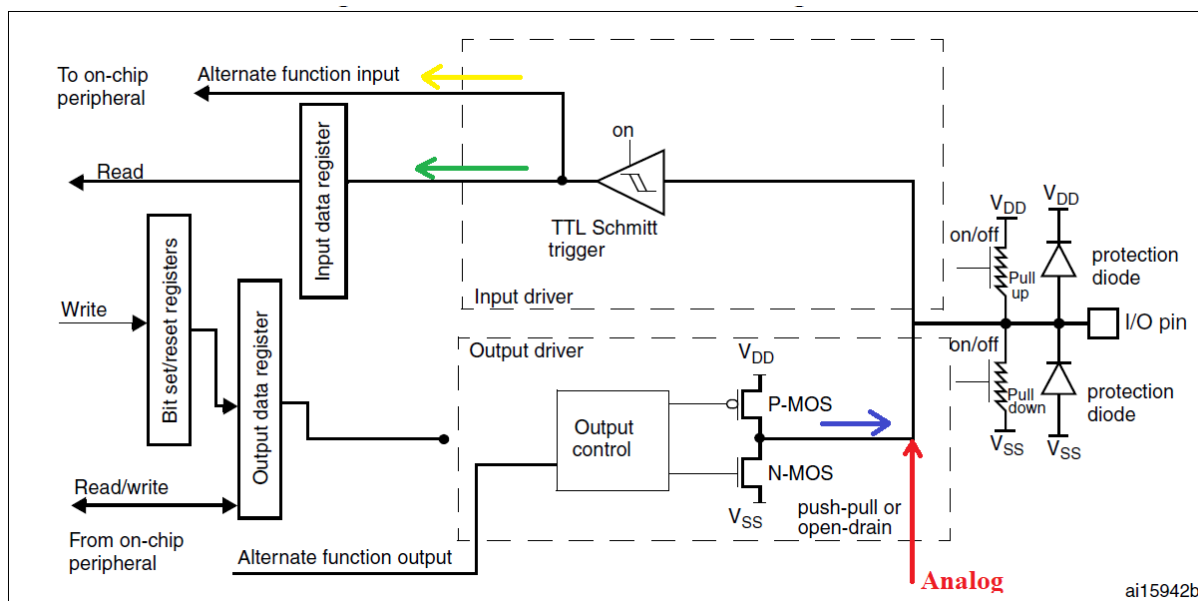 To on-chip
peripheral
Alternate function input
on
Read
Input data register
TTL Schmitt
trigger
Input driver
VDD
VDD
on/off
Pull
up
protection
diode
I/O pin
Write
Bit set/reset registers
Output data register
Output driver
VDD
P-MOS
Output
control
N-MOS
VSS
push-pull or
open-drain
on/off
Pull
down
VSS
VSS
protection
diode
Read/write
From on-chip
peripheral
Alternate function output
Analog
ai15942b